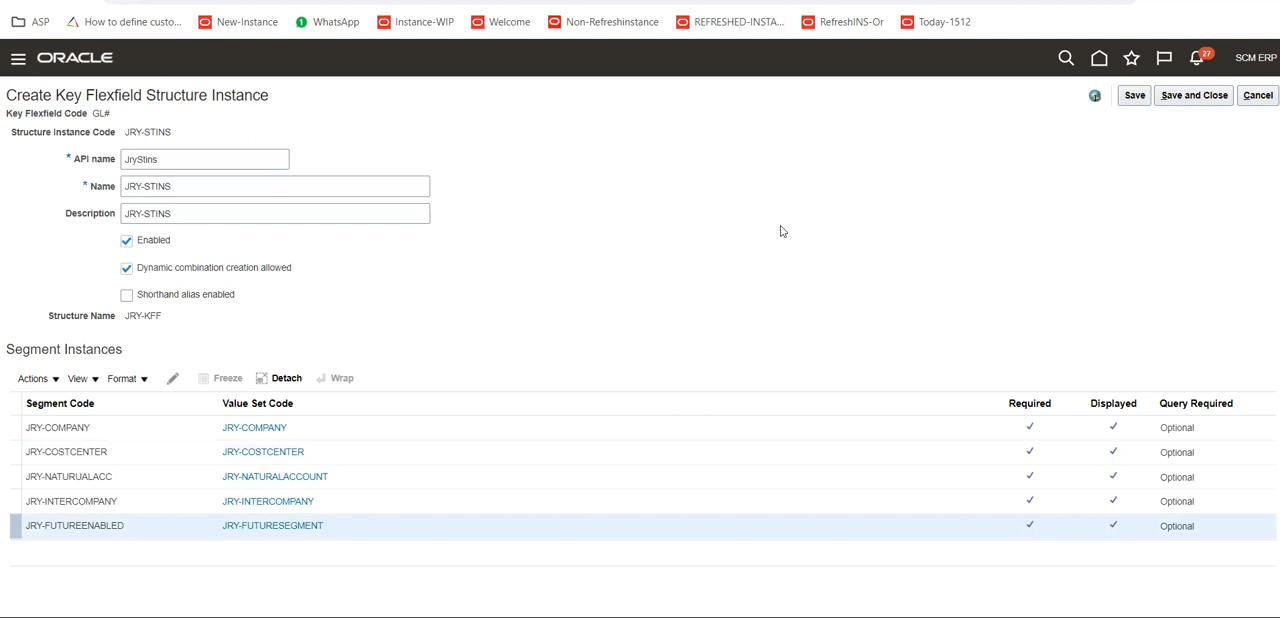 ASP How to define custo... New-Instance WhatsApp Instance-WIP Welcome Non-Refreshinstance REFRESHED-INSTA... RefreshINS-Or Today-1512
ORACLE 27 SCM ERP
Create Key Flexfield Structure Instance Save Save and Close Cancel
Key Flexfield Code GL#
Structure Instance Code JRY-STINS
* API name JryStins
* Name JRY-STINS
Description JRY-STINS
Enabled
Dynamic combination creation allowed
Shorthand alias enabled
Structure Name JRY-KFF
Segment Instances
Actions View Format Freeze Detach Wrap
Segment Code Value Set Code Required Displayed Query Required
JRY-COMPANY JRY-COMPANY Optional
JRY-COSTCENTER JRY-COSTCENTER Optional
JRY-NATURUALACC JRY-NATURALACCOUNT Optional
JRY-INTERCOMPANY JRY-INTERCOMPANY Optional
JRY-FUTUREENABLED JRY-FUTURESEGMENT Optional